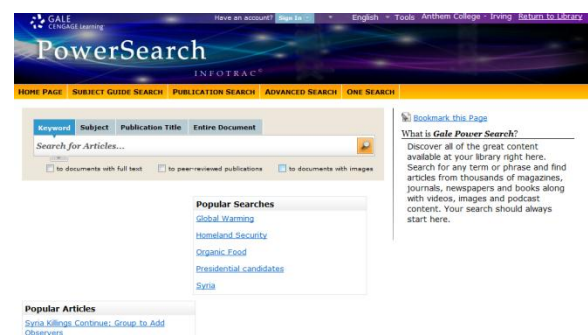 GALE
CENGAGE Learning
Have an account? Sign In English Tools Anthem College - Irving Return to Library
PowerSearch
INFOTRAC®
HOME PAGE SUBJECT GUIDE SEARCH PUBLICATION SEARCH ADVANCED SEARCH ONE SEARCH
Keyword Subject Publication Title Entire Document
Search for Articles...
to documents with full text to peer-reviewed publications to documents with images
Popular Searches
Global Warming
Homeland Security
Organic Food
Presidential candidates
Syria
Popular Articles
Syria Killings Continue; Group to Add
Observers
Bookmark this Page
What is Gale Power Search?
Discover all of the great content
available at your library right here.
Search for any term or phrase and find
articles from thousands of magazines,
journals, newspapers and books along
with videos, images and podcast
content. Your search should always
start here.